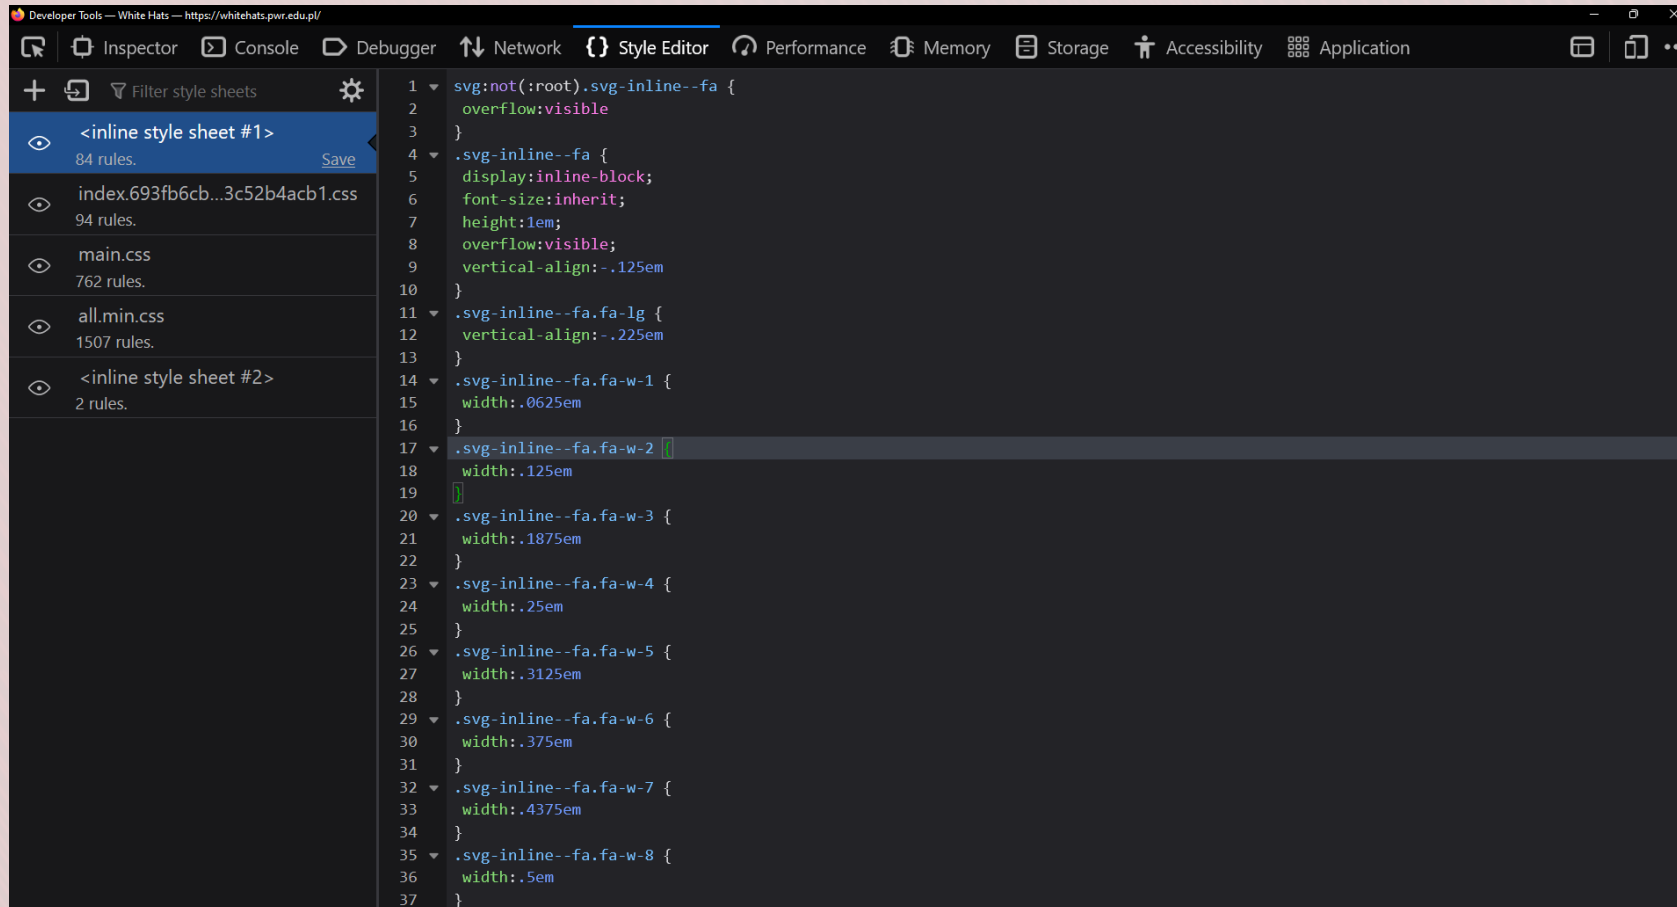 Developer Tools — White Hats — https://whitehats.pwr.edu.pl/
Inspector Console Debugger Network Style Editor Performance Memory Storage Accessibility Application
Filter style sheets
<inline style sheet #1>
84 rules. Save
index.693fb6cb...3c52b4acb1.css
94 rules.
main.css
762 rules.
all.min.css
1507 rules.
<inline style sheet #2>
2 rules.
1 svg:not(:root).svg-inline--fa {
2 overflow:visible
3 }
4 .svg-inline--fa {
5 display:inline-block;
6 font-size:inherit;
7 height:1em;
8 overflow:visible;
9 vertical-align:-.125em
10 }
11 .svg-inline--fa.fa-lg {
12 vertical-align:-.225em
13 }
14 .svg-inline--fa.fa-w-1 {
15 width:.0625em
16 }
17 .svg-inline--fa.fa-w-2 {
18 width:.125em
19 }
20 .svg-inline--fa.fa-w-3 {
21 width:.1875em
22 }
23 .svg-inline--fa.fa-w-4 {
24 width:.25em
25 }
26 .svg-inline--fa.fa-w-5 {
27 width:.3125em
28 }
29 .svg-inline--fa.fa-w-6 {
30 width:.375em
31 }
32 .svg-inline--fa.fa-w-7 {
33 width:.4375em
34 }
35 .svg-inline--fa.fa-w-8 {
36 width:.5em
37 }